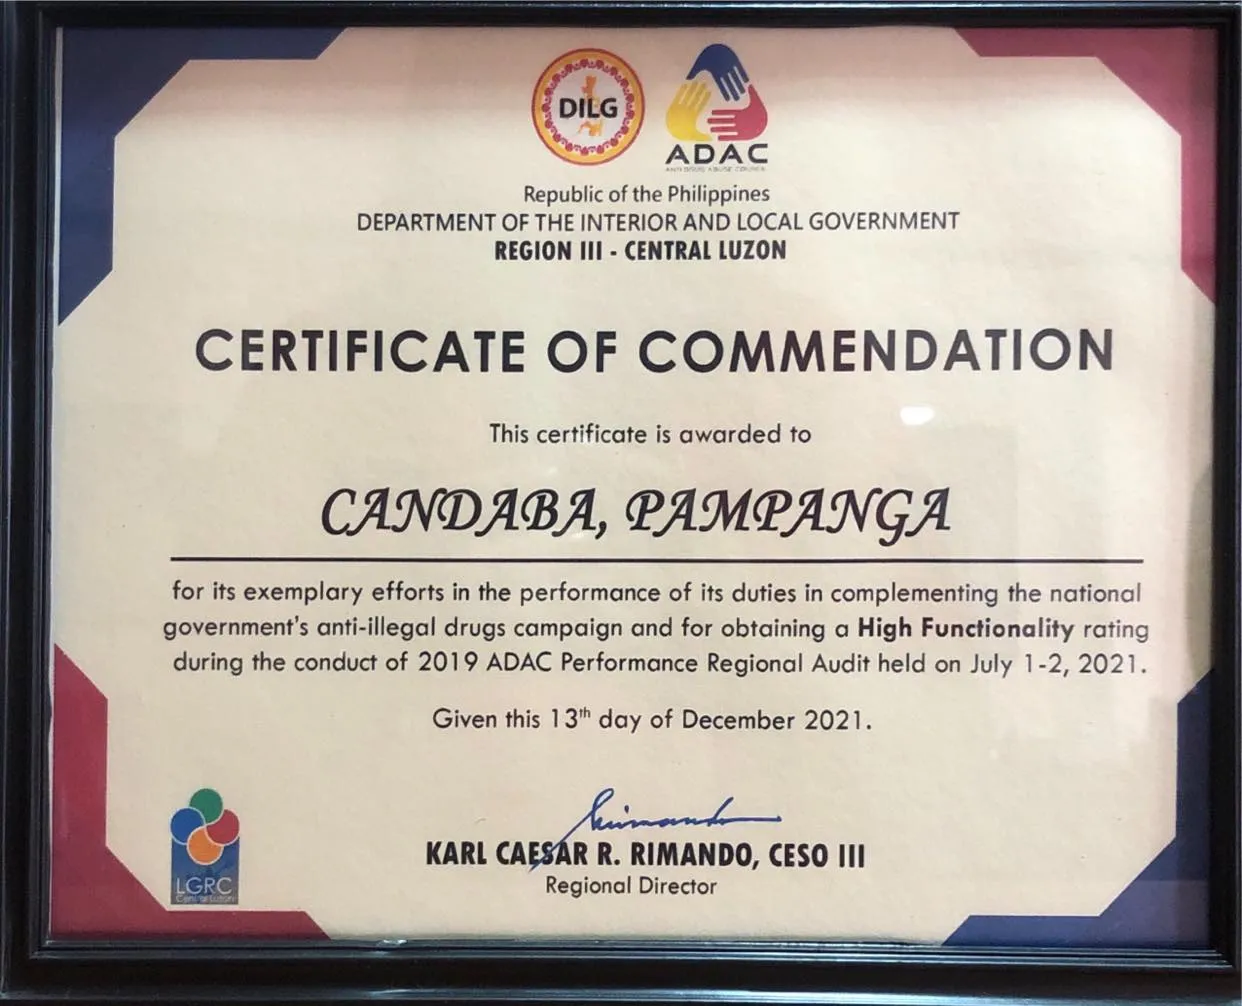 DILG
ADAC
ANTI DRUG ABUSE COUNCIL
Republic of the Philippines
DEPARTMENT OF THE INTERIOR AND LOCAL GOVERNMENT
REGION III - CENTRAL LUZON
CERTIFICATE OF COMMENDATION
This certificate is awarded to
CANDABA, PAMPANGA
for its exemplary efforts in the performance of its duties in complementing the national
government's anti-illegal drugs campaign and for obtaining a High Functionality rating
during the conduct of 2019 ADAC Performance Regional Audit held on July 1-2, 2021.
Given this 13th day of December 2021.
Rimando
KARL CAESAR R. RIMANDO, CESO III
Regional Director
LGRC
Central Luzon